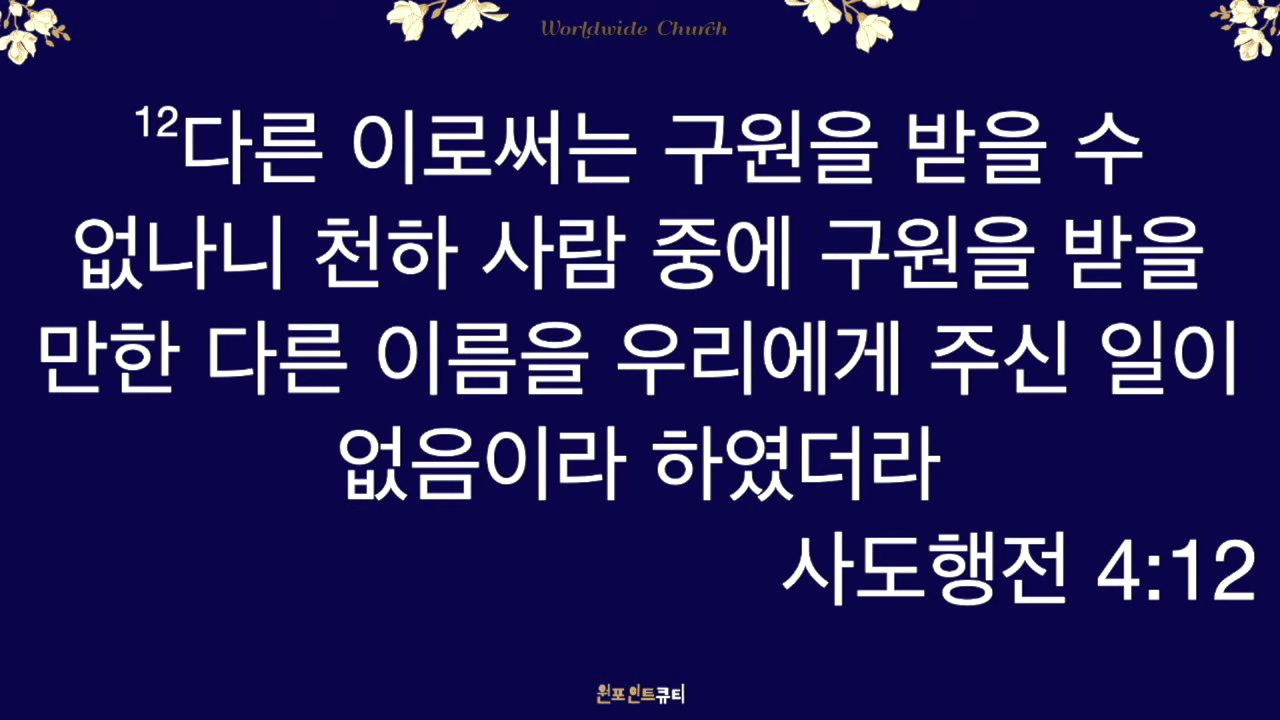 Worldwide Church
12다른 이로써는 구원을 받을 수
없나니 천하 사람 중에 구원을 받을
만한 다른 이름을 우리에게 주신 일이
없음이라 하였더라
사도행전 4:12
원포인트큐티